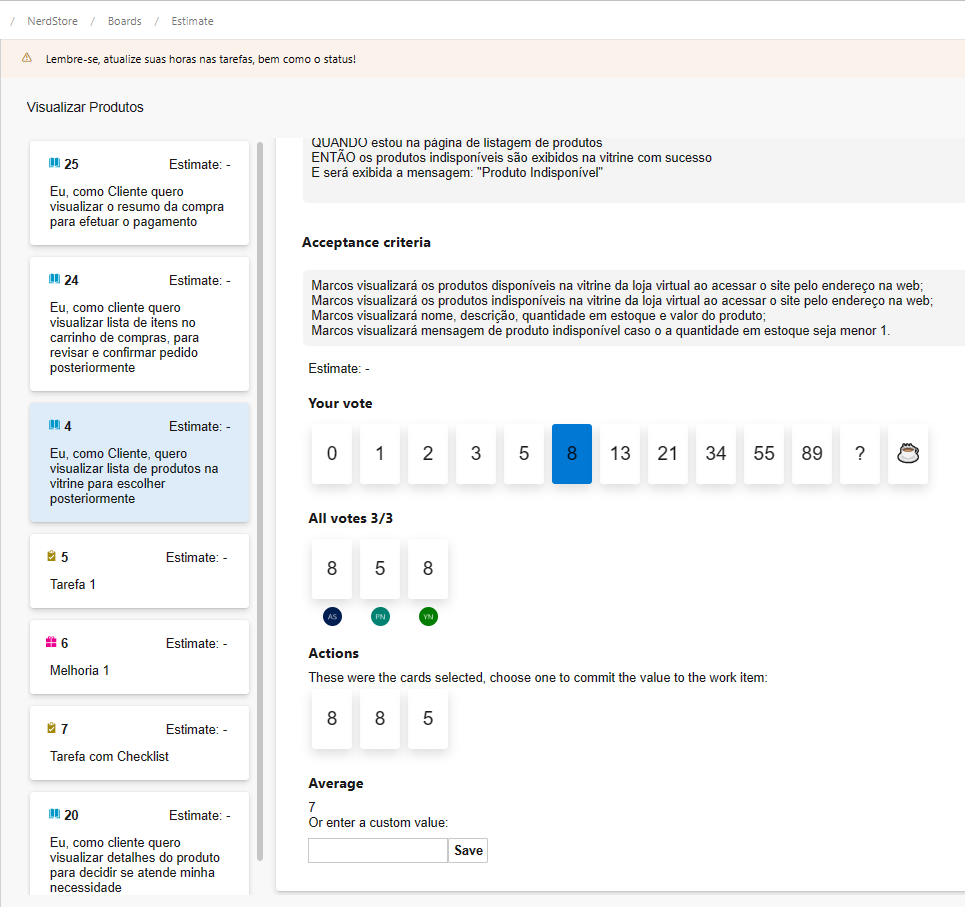 / NerdStore / Boards / Estimate
Lembre-se, atualize suas horas nas tarefas, bem como o status!
Visualizar Produtos
25 Estimate: -
Eu, como Cliente quero
visualizar o resumo da compra
para efetuar o pagamento
24 Estimate: -
Eu, como cliente quero
visualizar lista de itens no
carrinho de compras, para
revisar e confirmar pedido
posteriormente
4 Estimate: -
Eu, como Cliente, quero
visualizar lista de produtos na
vitrine para escolher
posteriormente
5 Estimate: -
Tarefa 1
6 Estimate: -
Melhoria 1
7 Estimate: -
Tarefa com Checklist
20 Estimate: -
Eu, como cliente quero
visualizar detalhes do produto
para decidir se atende minha
necessidade
QUANDO estou na página de listagem de produtos
ENTÃO os produtos indisponíveis são exibidos na vitrine com sucesso
E será exibida a mensagem: "Produto Indisponível"
Acceptance criteria
Marcos visualizará os produtos disponíveis na vitrine da loja virtual ao acessar o site pelo endereço na web;
Marcos visualizará os produtos indisponíveis na vitrine da loja virtual ao acessar o site pelo endereço na web;
Marcos visualizará nome, descrição, quantidade em estoque e valor do produto;
Marcos visualizará mensagem de produto indisponível caso o a quantidade em estoque seja menor 1.
Estimate: -
Your vote
0 1 2 3 5 8 13 21 34 55 89 ?
All votes 3/3
8 5 8
AS PN YN
Actions
These were the cards selected, choose one to commit the value to the work item:
8 8 5
Average
7
Or enter a custom value:
Save